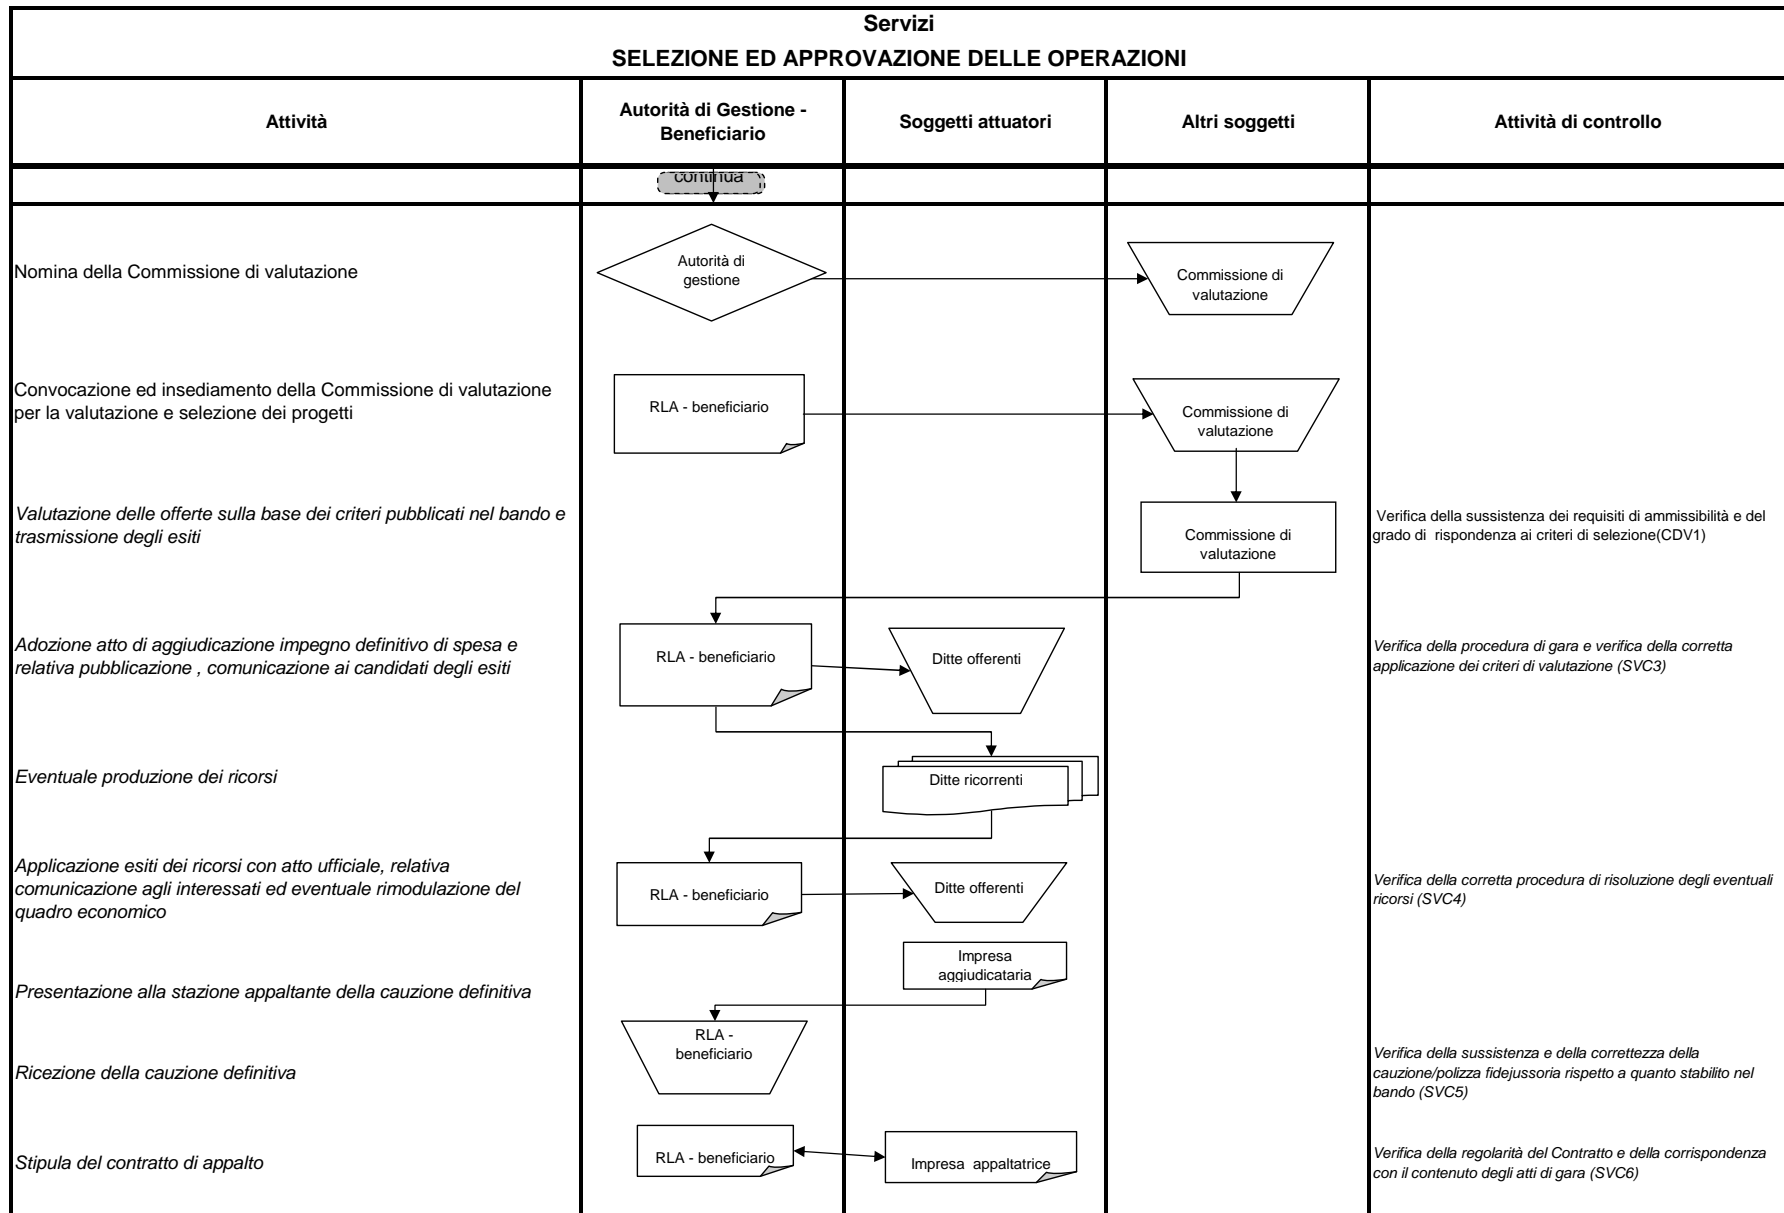 Servizi
SELEZIONE ED APPROVAZIONE DELLE OPERAZIONI
Attività
Autorità di Gestione -
Beneficiario
Soggetti attuatori
Altri soggetti
Attività di controllo
continua
Nomina della Commissione di valutazione
Autorità di
gestione
Commissione di
valutazione
Convocazione ed insediamento della Commissione di valutazione
per la valutazione e selezione dei progetti
RLA - beneficiario
Commissione di
valutazione
Valutazione delle offerte sulla base dei criteri pubblicati nel bando e
trasmissione degli esiti
Commissione di
valutazione
Verifica della sussistenza dei requisiti di ammissibilità e del
grado di  rispondenza ai criteri di selezione(CDV1)
Adozione atto di aggiudicazione impegno definitivo di spesa e
relativa pubblicazione , comunicazione ai candidati degli esiti
RLA - beneficiario
Ditte offerenti
Verifica della procedura di gara e verifica della corretta
applicazione dei criteri di valutazione (SVC3)
Eventuale produzione dei ricorsi
Ditte ricorrenti
Applicazione esiti dei ricorsi con atto ufficiale, relativa
comunicazione agli interessati ed eventuale rimodulazione del
quadro economico
RLA - beneficiario
Ditte offerenti
Verifica della corretta procedura di risoluzione degli eventuali
ricorsi (SVC4)
Presentazione alla stazione appaltante della cauzione definitiva
Impresa
aggiudicataria
Ricezione della cauzione definitiva
RLA -
beneficiario
Verifica della sussistenza e della correttezza della
cauzione/polizza fidejussoria rispetto a quanto stabilito nel
bando (SVC5)
Stipula del contratto di appalto
RLA - beneficiario
Impresa  appaltatrice
Verifica della regolarità del Contratto e della corrispondenza
con il contenuto degli atti di gara (SVC6)